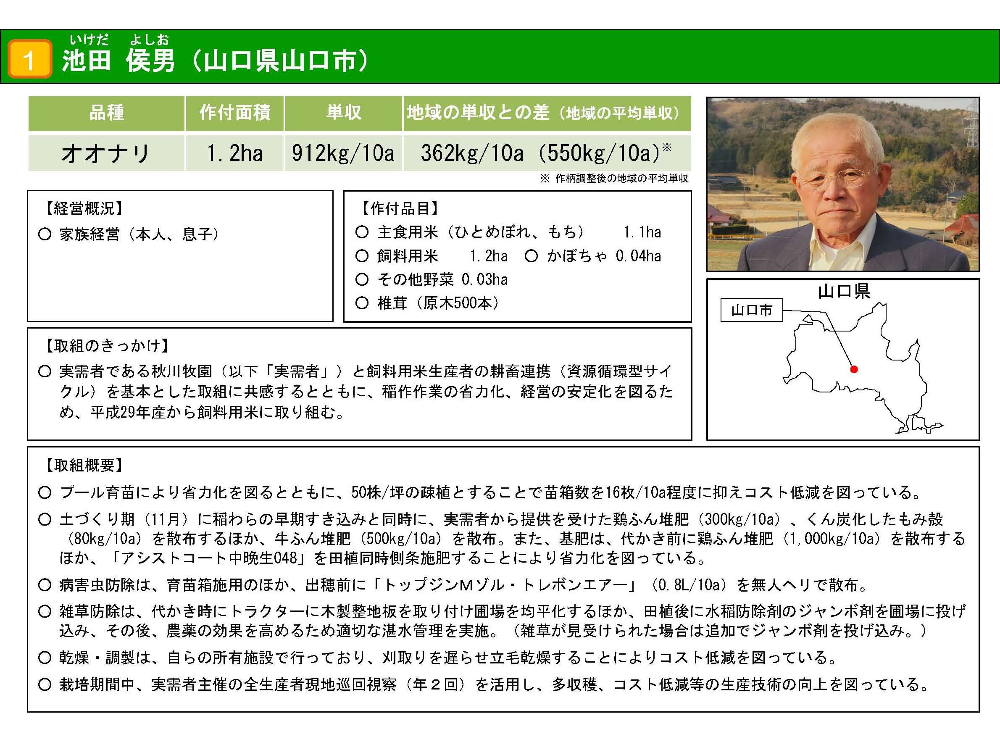 いけだ よしお
1 池田 侯男（山口県山口市）
品種 作付面積 単収 地域の単収との差（地域の平均単収）
オオナリ 1.2ha 912kg/10a 362kg/10a（550kg/10a）※
※ 作柄調整後の地域の平均単収
【経営概況】
○ 家族経営（本人、息子）
【作付品目】
○ 主食用米（ひとめぼれ、もち） 1.1ha
○ 飼料用米 1.2ha ○ かぼちゃ 0.04ha
○ その他野菜 0.03ha
○ 椎茸（原木500本）
山口県
山口市
【取組のきっかけ】
○ 実需者である秋川牧園（以下「実需者」）と飼料用米生産者の耕畜連携（資源循環型サイ
クル）を基本とした取組に共感するとともに、稲作作業の省力化、経営の安定化を図るた
め、平成29年産から飼料用米に取り組む。
【取組概要】
○ プール育苗により省力化を図るとともに、50株/坪の疎植とすることで苗箱数を16枚/10a程度に抑えコスト低減を図っている。
○ 土づくり期（11月）に稲わらの早期すき込みと同時に、実需者から提供を受けた鶏ふん堆肥（300kg/10a）、くん炭化したもみ殻
（80kg/10a）を散布するほか、牛ふん堆肥（500kg/10a）を散布。また、基肥は、代かき前に鶏ふん堆肥（1,000kg/10a）を散布する
ほか、「アシストコート中晩生048」を田植同時側条施肥することにより省力化を図っている。
○ 病害虫防除は、育苗箱施用のほか、出穂前に「トップジンＭゾル・トレボンエアー」（0.8L/10a）を無人ヘリで散布。
○ 雑草防除は、代かき時にトラクターに木製整地板を取り付け圃場を均平化するほか、田植後に水稲防除剤のジャンボ剤を圃場に投げ
込み、その後、農薬の効果を高めるため適切な湛水管理を実施。（雑草が見受けられた場合は追加でジャンボ剤を投げ込み。）
○ 乾燥・調製は、自らの所有施設で行っており、刈取りを遅らせ立毛乾燥することによりコスト低減を図っている。
○ 栽培期間中、実需者主催の全生産者現地巡回視察（年２回）を活用し、多収穫、コスト低減等の生産技術の向上を図っている。